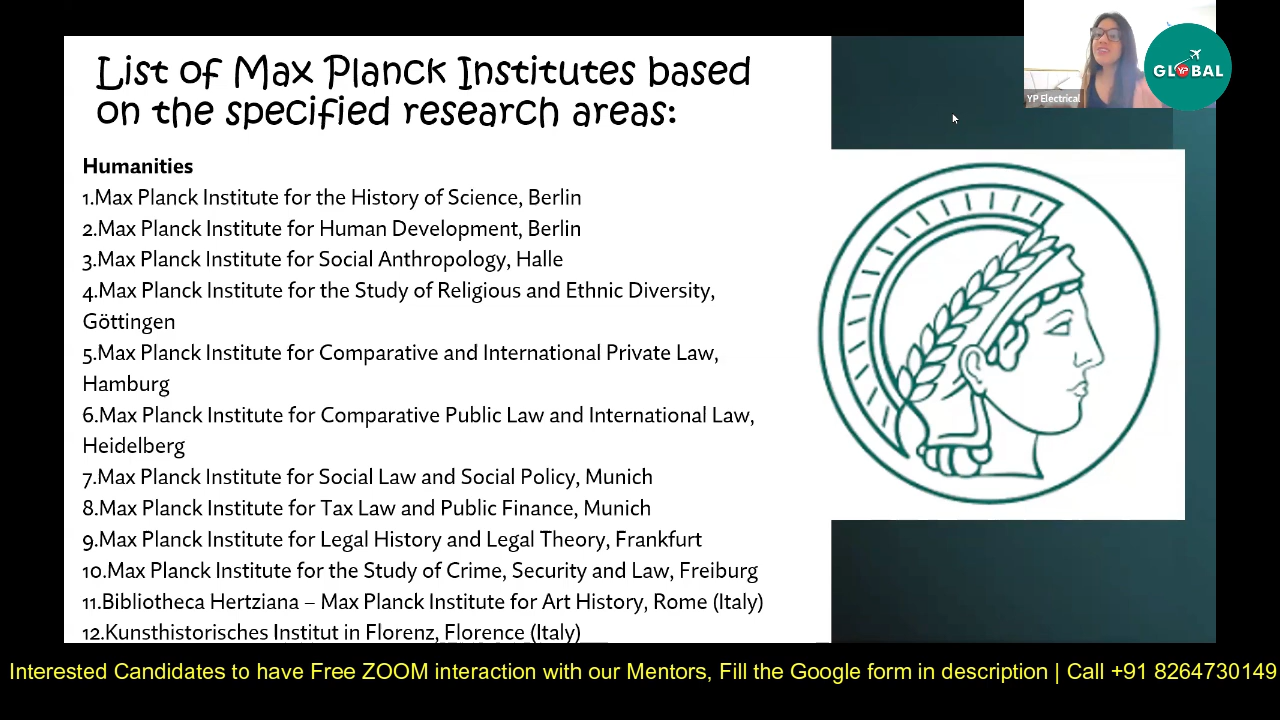 List of Max Planck Institutes based
on the specified research areas:
YP Electrical
GLOBAL
YP
Humanities
1.Max Planck Institute for the History of Science, Berlin
2.Max Planck Institute for Human Development, Berlin
3.Max Planck Institute for Social Anthropology, Halle
4.Max Planck Institute for the Study of Religious and Ethnic Diversity,
Göttingen
5.Max Planck Institute for Comparative and International Private Law,
Hamburg
6.Max Planck Institute for Comparative Public Law and International Law,
Heidelberg
7.Max Planck Institute for Social Law and Social Policy, Munich
8.Max Planck Institute for Tax Law and Public Finance, Munich
9.Max Planck Institute for Legal History and Legal Theory, Frankfurt
10.Max Planck Institute for the Study of Crime, Security and Law, Freiburg
11.Bibliotheca Hertziana – Max Planck Institute for Art History, Rome (Italy)
12.Kunsthistorisches Institut in Florenz, Florence (Italy)
Interested Candidates to have Free ZOOM interaction with our Mentors, Fill the Google form in description | Call +91 8264730149